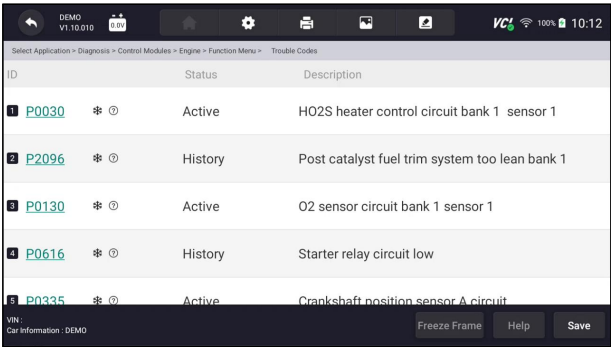 DEMO
V1.10.010
0.0V
VC!
100%
10:12
Select Application > Diagnosis > Control Modules > Engine > Function Menu > Trouble Codes
ID Status Description
1 P0030 Active HO2S heater control circuit bank 1 sensor 1
2 P2096 History Post catalyst fuel trim system too lean bank 1
3 P0130 Active O2 sensor circuit bank 1 sensor 1
4 P0616 History Starter relay circuit low
5 P0335 Active Crankshaft position sensor A circuit
VIN :
Car Information : DEMO
Freeze Frame Help Save